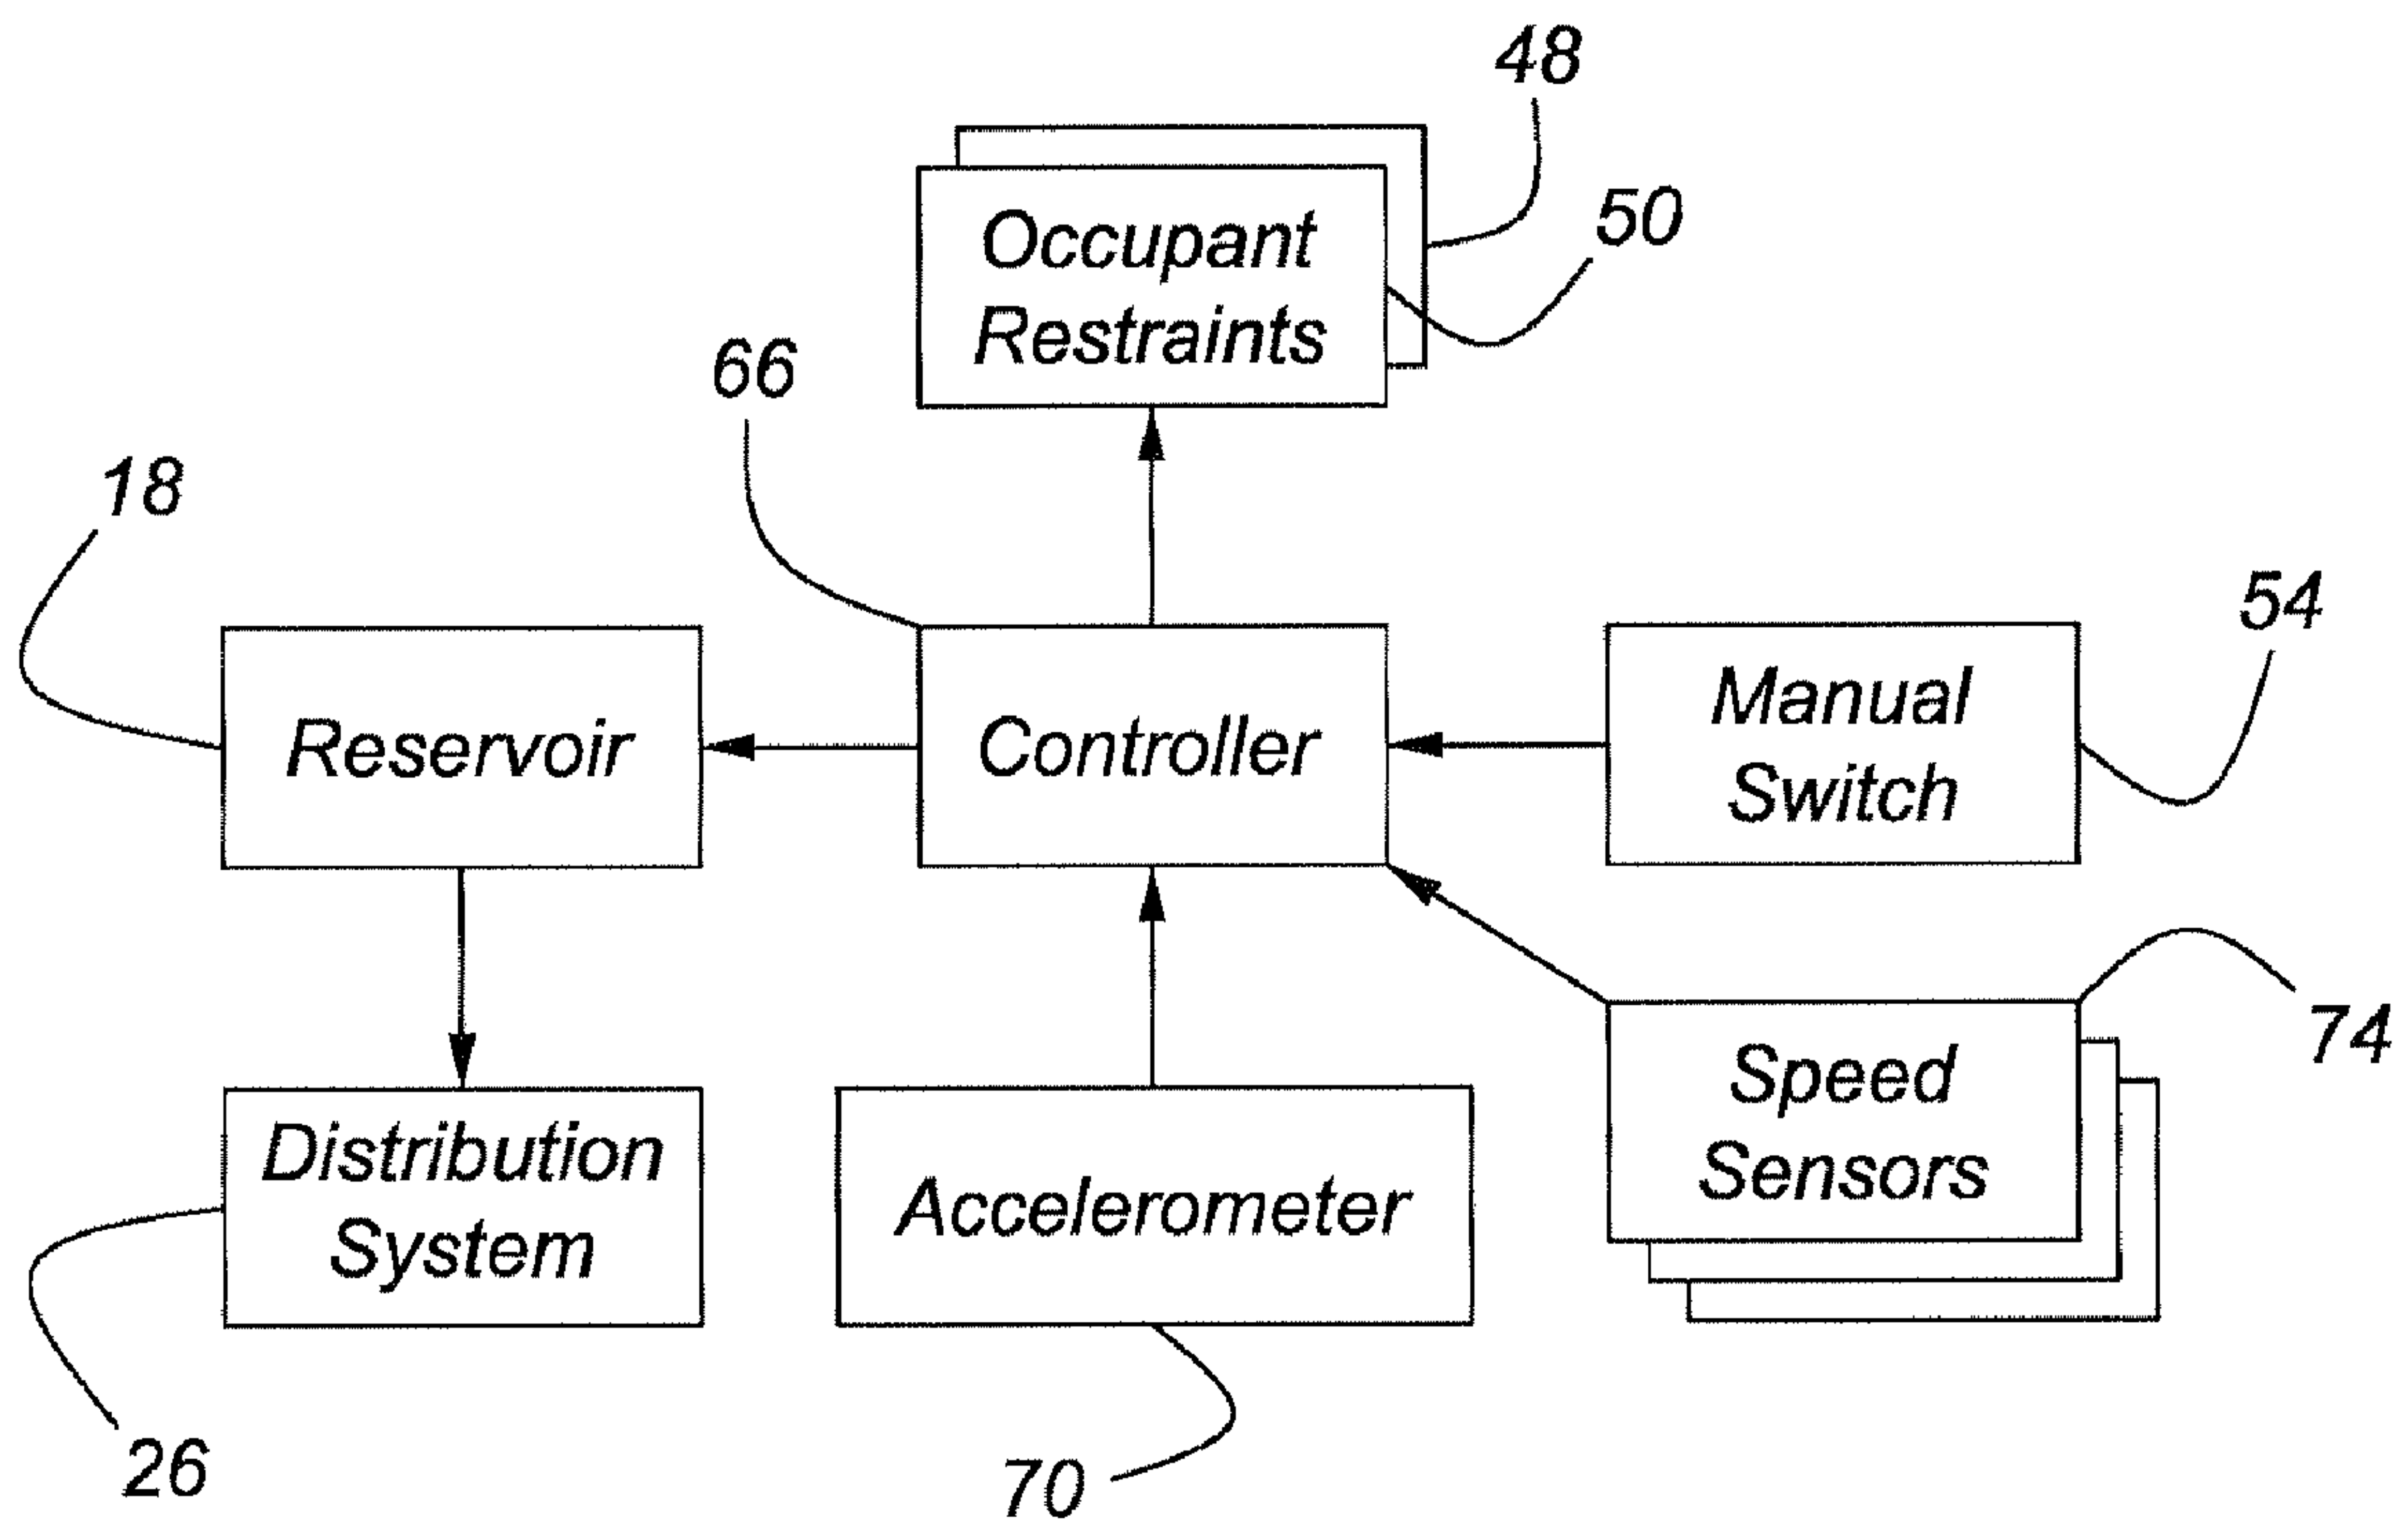 48
Occupant
Restraints
50
66
18
Reservoir
Controller
Manual
Switch
54
Distribution
System
Accelerometer
Speed
Sensors
74
26
70